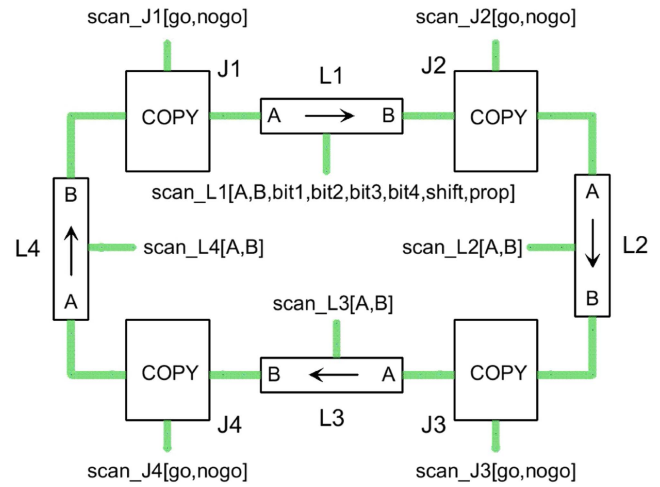 scan_J1[go,nogo]
scan_J2[go,nogo]
J1
L1
J2
COPY
A
B
COPY
scan_L1[A,B,bit1,bit2,bit3,bit4,shift,prop]
B
A
L4
scan_L4[A,B]
scan_L2[A,B]
L2
A
B
scan_L3[A,B]
COPY
B
A
COPY
J4
L3
J3
scan_J4[go,nogo]
scan_J3[go,nogo]